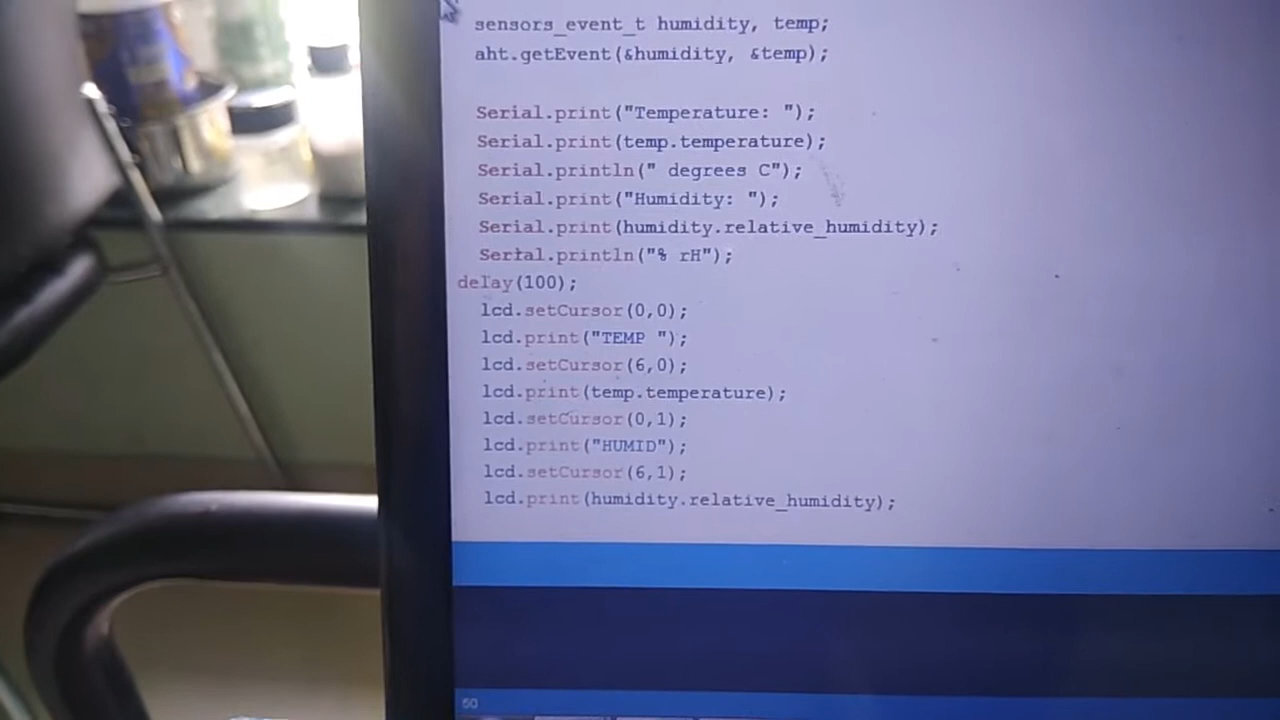 sensors_event_t humidity, temp;
aht.getEvent(&humidity, &temp);
Serial.print("Temperature: ");
Serial.print(temp.temperature);
Serial.println(" degrees C");
Serial.print("Humidity: ");
Serial.print(humidity.relative_humidity);
Serial.println("% rH");
delay(100);
lcd.setCursor(0,0);
lcd.print("TEMP ");
lcd.setCursor(6,0);
lcd.print(temp.temperature);
lcd.setCursor(0,1);
lcd.print("HUMID");
lcd.setCursor(6,1);
lcd.print(humidity.relative_humidity);
50